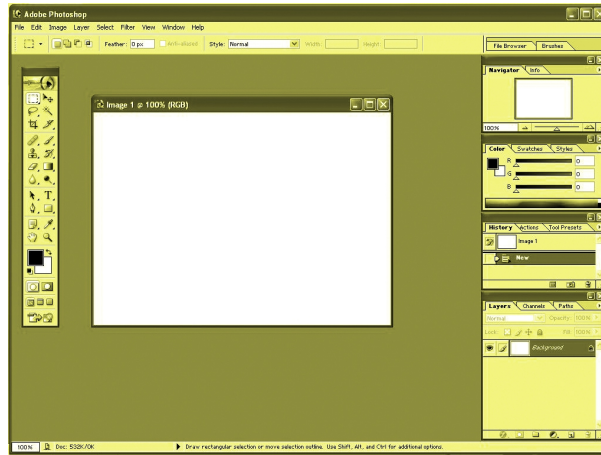 Adobe Photoshop
File Edit Image Layer Select Filter View Window Help
Feather: 0 px Anti-aliased Style: Normal Width: Height:
File Browser Brushes
Navigator Info
100%
Image 1 @ 100% (RGB)
Color Swatches Styles
R 0
G 0
B 0
History Actions Tool Presets
Image 1
New
T
Layers Channels Paths
Normal Opacity: 100%
Lock: Fill: 100%
Background
100% Doc: 532K/0K Draw rectangular selection or move selection outline. Use Shift, Alt, and Ctrl for additional options.